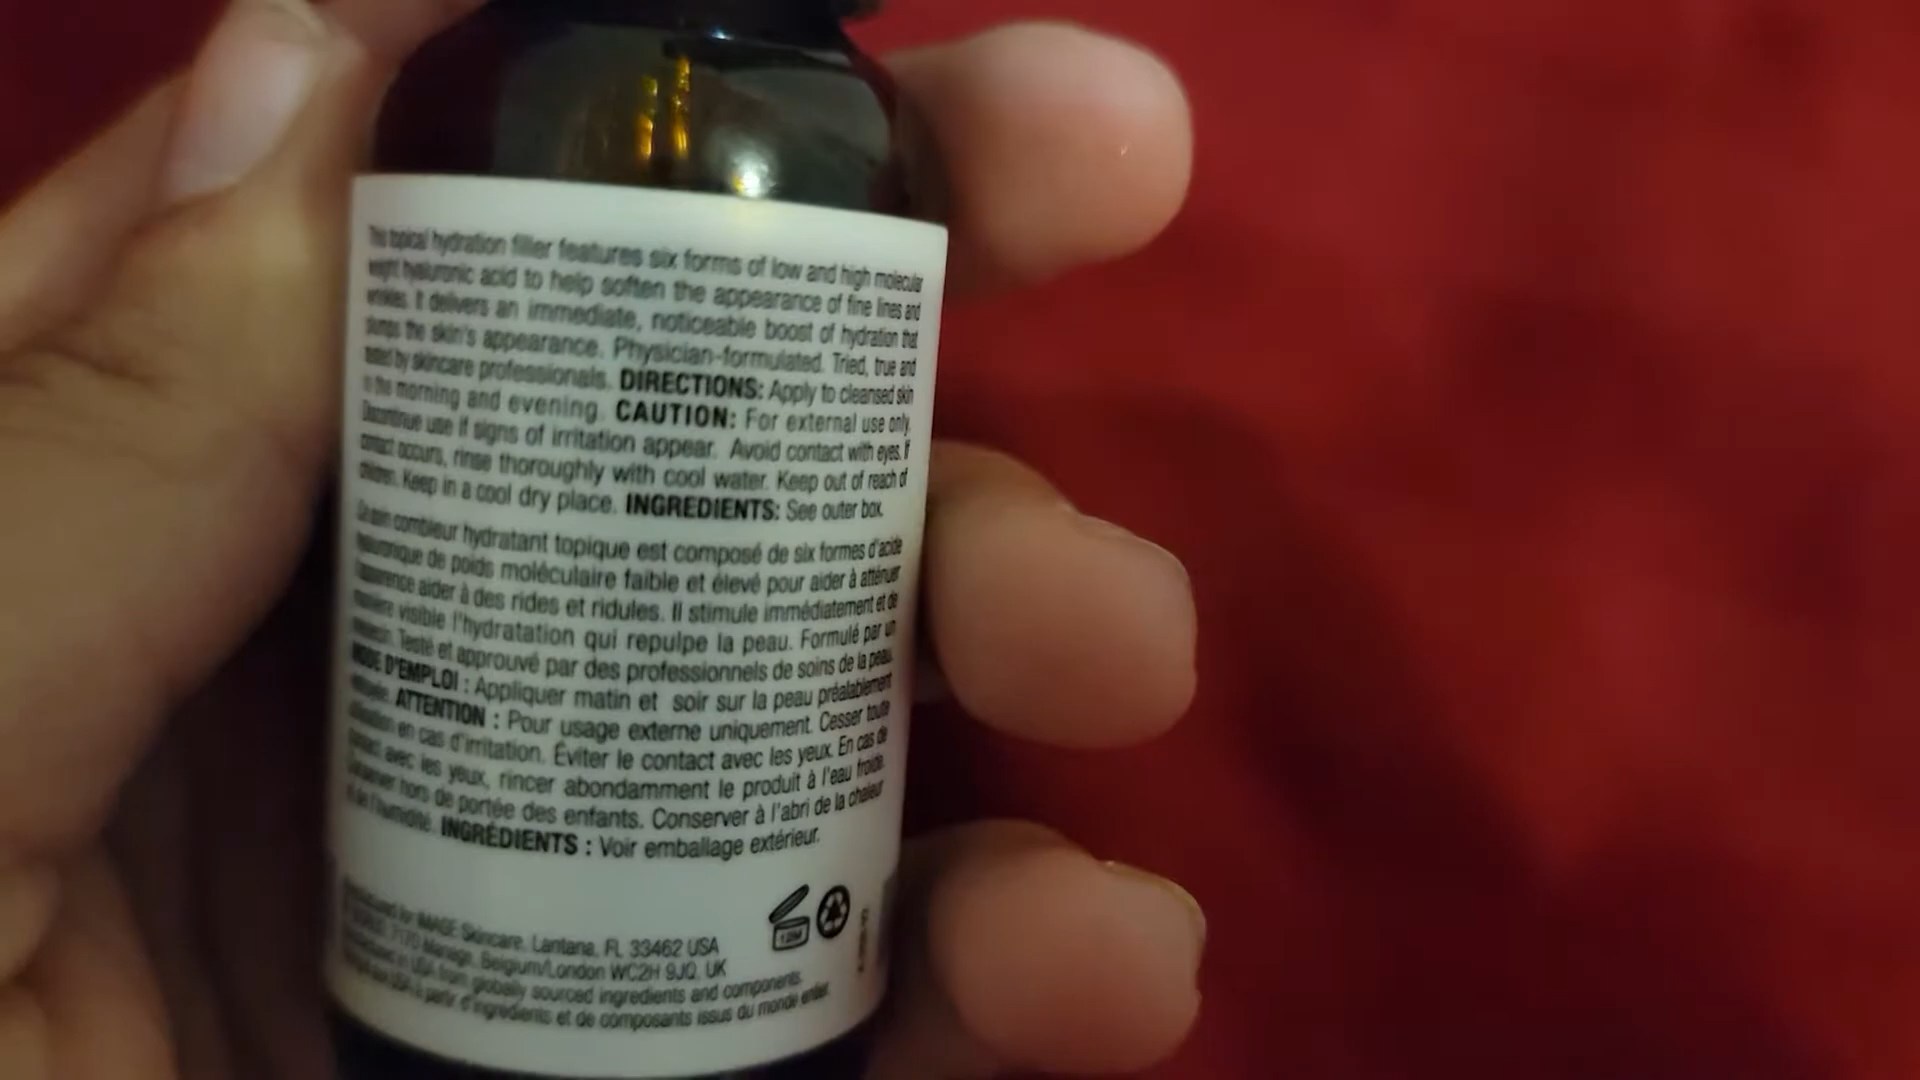 This topical hydration filler features six forms of low and high molecular
weight hyaluronic acid to help soften the appearance of fine lines and
wrinkles. It delivers an immediate, noticeable boost of hydration that
plumps the skin's appearance. Physician-formulated. Tried, true and
tested by skincare professionals. DIRECTIONS: Apply to cleansed skin
in the morning and evening. CAUTION: For external use only.
Discontinue use if signs of irritation appear. Avoid contact with eyes. If
contact occurs, rinse thoroughly with cool water. Keep out of reach of
children. Keep in a cool dry place. INGREDIENTS: See outer box.
Ce soin combleur hydratant topique est composé de six formes d'acide
hyaluronique de poids moléculaire faible et élevé pour aider à atténuer
l'apparence aider à des rides et ridules. Il stimule immédiatement et de
manière visible l'hydratation qui repulpe la peau. Formulé par un
médecin. Testé et approuvé par des professionnels de soins de la peau.
MODE D'EMPLOI : Appliquer matin et soir sur la peau préalablement
nettoyée. ATTENTION : Pour usage externe uniquement. Cesser toute
utilisation en cas d'irritation. Éviter le contact avec les yeux. En cas de
contact avec les yeux, rincer abondamment le produit à l'eau froide.
Conserver hors de portée des enfants. Conserver à l'abri de la chaleur
et de l'humidité. INGRÉDIENTS : Voir emballage extérieur.
for IMAGE Skincare, Lantana, FL 33462 USA
7170 Manage, Belgium/London WC2H 9JQ, UK
in USA from globally sourced ingredients and components.
aux USA à partir d'ingrédients et de composants issus du monde entier.
12M